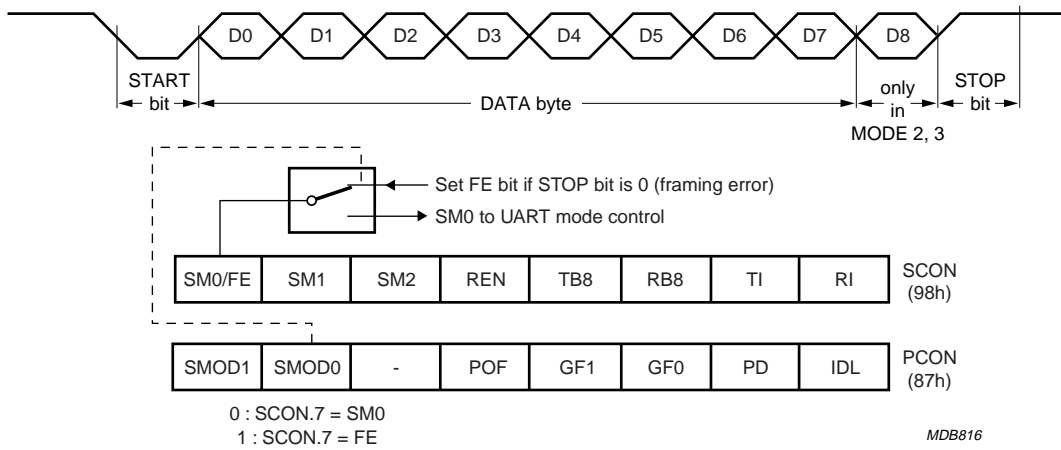 D0 D1 D2 D3 D4 D5 D6 D7 D8
START
bit
DATA byte
only
in
MODE 2, 3
STOP
bit
Set FE bit if STOP bit is 0 (framing error)
SM0 to UART mode control
SM0/FE SM1 SM2 REN TB8 RB8 TI RI
SCON
(98h)
SMOD1 SMOD0 - POF GF1 GF0 PD IDL
PCON
(87h)
0 : SCON.7 = SM0
1 : SCON.7 = FE
MDB816